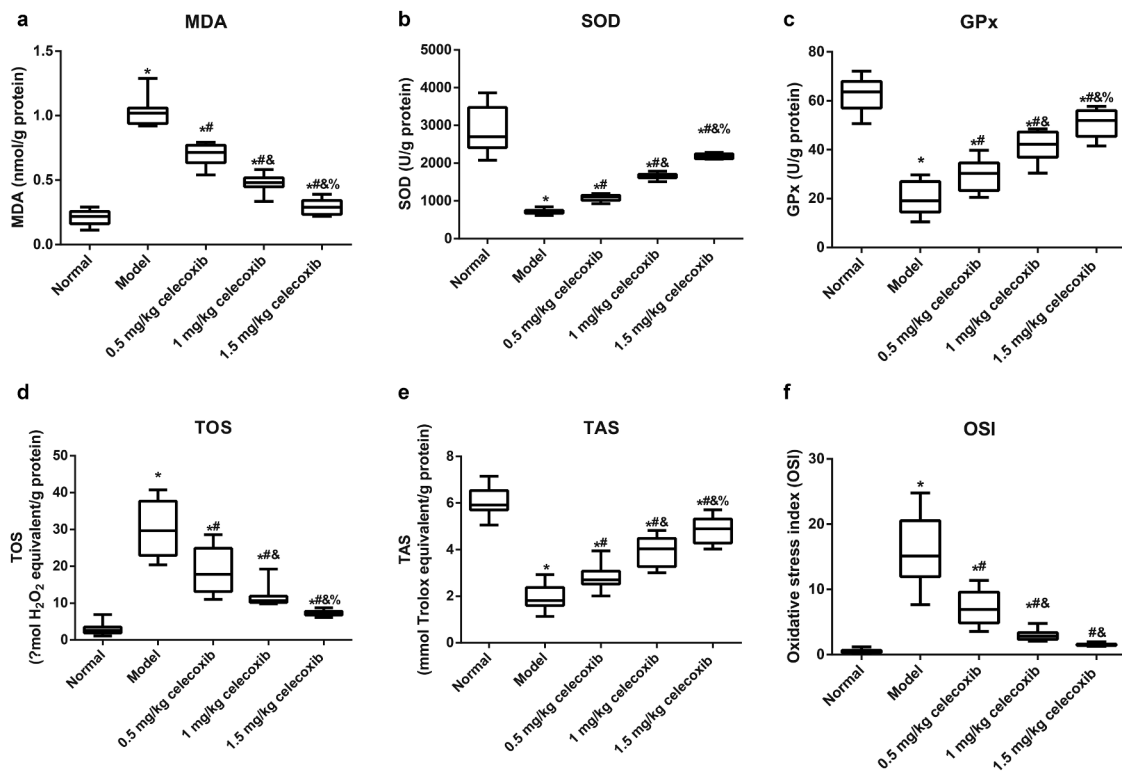 a
MDA
MDA (nmol/g protein)
1.5
1.0
0.5
0.0
*
*#
*#&
*#&%
Normal
Model
0.5 mg/kg celecoxib
1 mg/kg celecoxib
1.5 mg/kg celecoxib
b
SOD
SOD (U/g protein)
5000
4000
3000
2000
1000
0
*
*#
*#&
*#&%
Normal
Model
0.5 mg/kg celecoxib
1 mg/kg celecoxib
1.5 mg/kg celecoxib
c
GPx
GPx (U/g protein)
80
60
40
20
0
*
*#
*#&
*#&%
Normal
Model
0.5 mg/kg celecoxib
1 mg/kg celecoxib
1.5 mg/kg celecoxib
d
TOS
TOS
(?mol H₂O₂ equivalent/g protein)
50
40
30
20
10
0
*
*#
*#&
*#&%
Normal
Model
0.5 mg/kg celecoxib
1 mg/kg celecoxib
1.5 mg/kg celecoxib
e
TAS
TAS
(mmol Trolox equivalent/g protein)
8
6
4
2
0
*
*#
*#&
*#&%
Normal
Model
0.5 mg/kg celecoxib
1 mg/kg celecoxib
1.5 mg/kg celecoxib
f
OSI
Oxidative stress index (OSI)
30
20
10
0
*
*#
*#&
#&
Normal
Model
0.5 mg/kg celecoxib
1 mg/kg celecoxib
1.5 mg/kg celecoxib